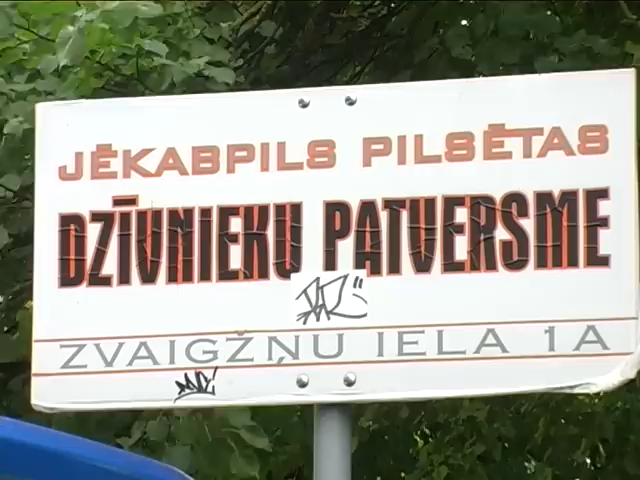 JĒKABPILS PILSĒTAS
DZĪVNIEKU PATVERSME
ZVAIGŽŅU IELA 1A